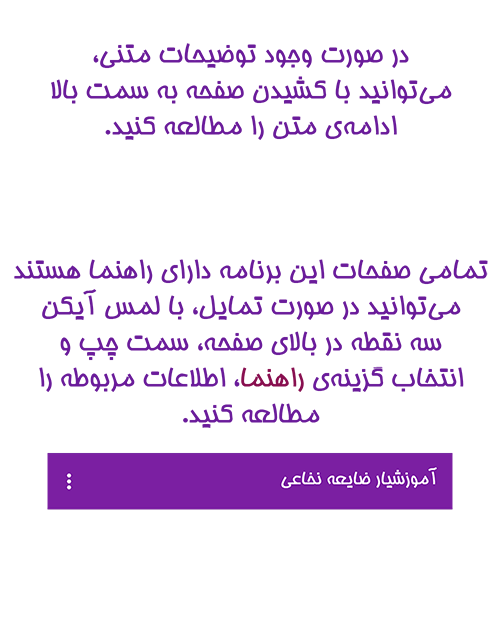 در صورت وجود توضیحات متنی،
می‌توانید با کشیدن صفحه به سمت بالا
ادامه‌ی متن را مطالعه کنید.
تمامی صفحات این برنامه دارای راهنما هستند
می‌توانید در صورت تمایل، با لمس آیکن
سه نقطه در بالای صفحه، سمت چپ و
انتخاب گزینه‌ی راهنما، اطلاعات مربوطه را
مطالعه کنید.
آموزشیار ضایعه نخاعی